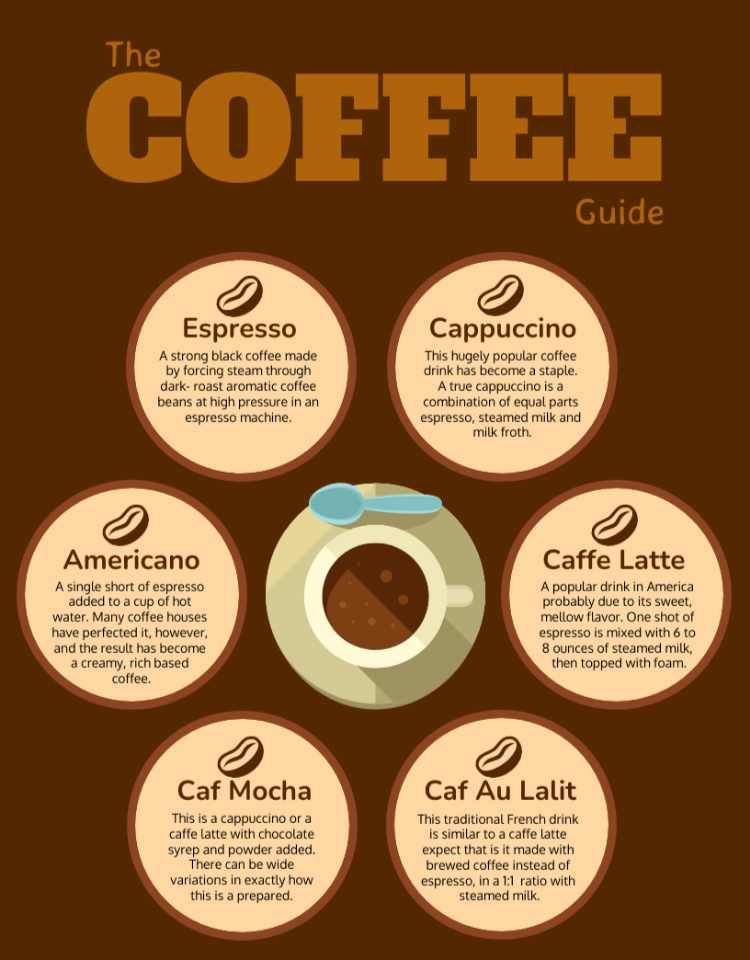 The
COFFEE
Guide
Espresso
A strong black coffee made
by forcing steam through
dark- roast aromatic coffee
beans at high pressure in an
espresso machine.
Cappuccino
This hugely popular coffee
drink has become a staple.
A true cappuccino is a
combination of equal parts
espresso, steamed milk and
milk froth.
Americano
A single short of espresso
added to a cup of hot
water. Many coffee houses
have perfected it, however,
and the result has become
a creamy, rich based
coffee.
Caffe Latte
A popular drink in America
probably due to its sweet,
mellow flavor. One shot of
espresso is mixed with 6 to
8 ounces of steamed milk,
then topped with foam.
Caf Mocha
This is a cappuccino or a
caffe latte with chocolate
syrep and powder added.
There can be wide
variations in exactly how
this is a prepared.
Caf Au Lalit
This traditional French drink
is similar to a caffe latte
expect that is it made with
brewed coffee instead of
espresso, in a 1:1 ratio with
steamed milk.